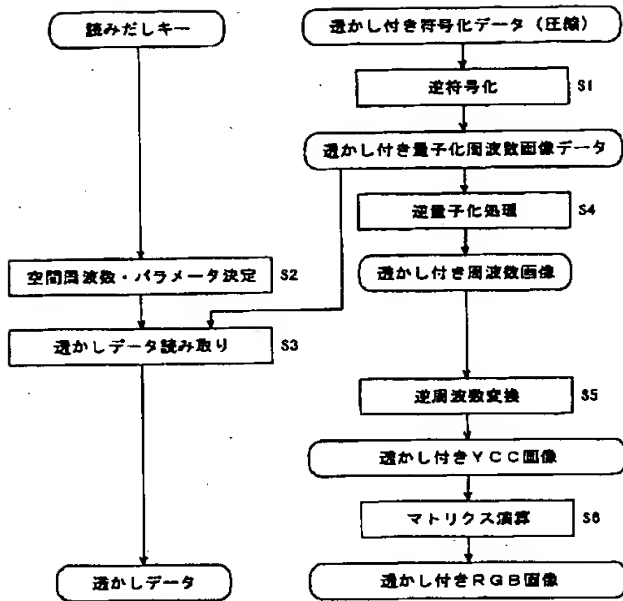 読みだしキー
透かし付き符号化データ（圧縮）
逆符号化 S1
透かし付き量子化周波数画像データ
逆量子化処理 S4
空間周波数・パラメータ決定 S2
透かし付き周波数画像
透かしデータ読み取り S3
逆周波数変換 S5
透かし付きＹＣＣ画像
マトリクス演算 S6
透かしデータ
透かし付きＲＧＢ画像